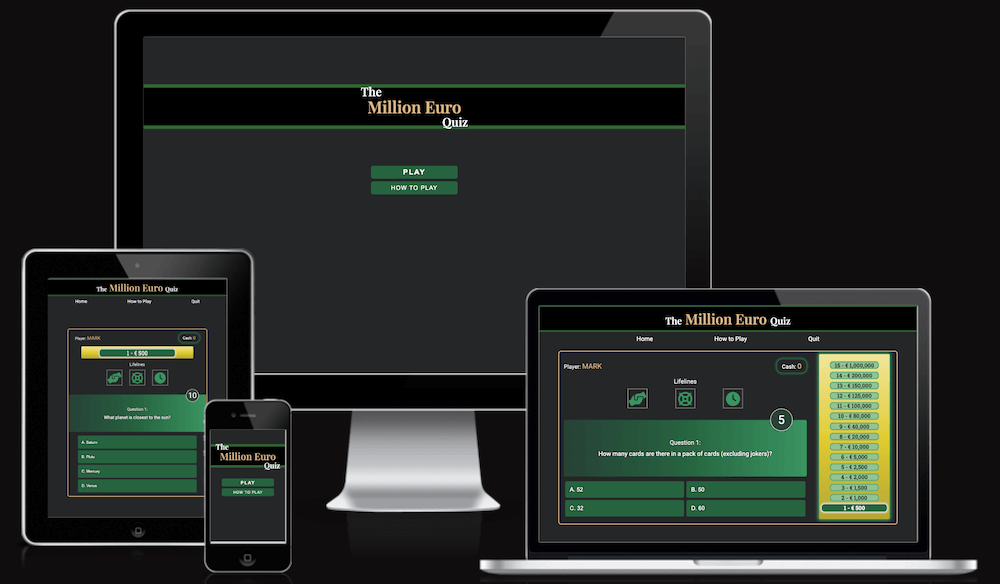 The
Million Euro
Quiz
PLAY
HOW TO PLAY
The Million Euro Quiz
Home How to Play Quit
Player: MARK Cash: 0
1 - € 500
Lifelines
10
Question 1:
What planet is closest to the sun?
A. Saturn
B. Pluto
C. Mercury
D. Venus
The
Million Euro
Quiz
PLAY
HOW TO PLAY
The Million Euro Quiz
Home How to Play Quit
Player: MARK Cash: 0
Lifelines
5
Question 1:
How many cards are there in a pack of cards (excluding jokers)?
A. 52 B. 50
C. 32 D. 60
15 - € 1,000,000
14 - € 200,000
13 - € 150,000
12 - € 125,000
11 - € 100,000
10 - € 80,000
9 - € 40,000
8 - € 20,000
7 - € 10,000
6 - € 5,000
5 - € 2,500
4 - € 2,000
3 - € 1,500
2 - € 1,000
1 - € 500